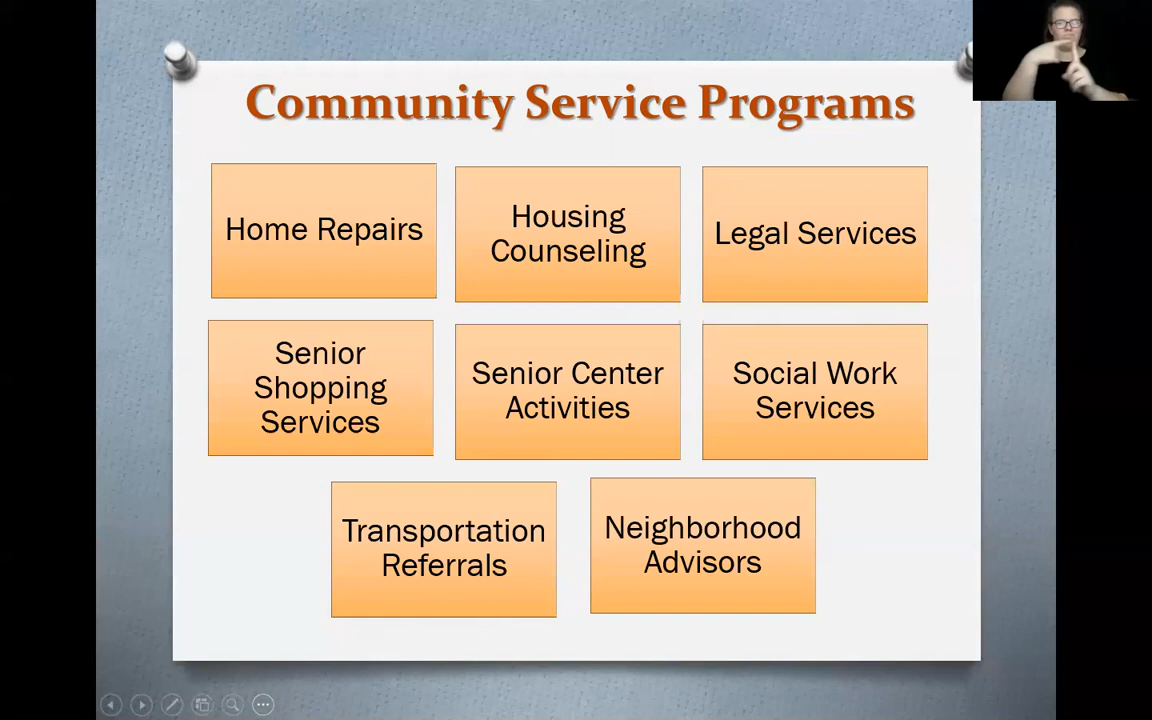 Community Service Programs
Home Repairs
Housing
Counseling
Legal Services
Senior
Shopping
Services
Senior Center
Activities
Social Work
Services
Transportation
Referrals
Neighborhood
Advisors